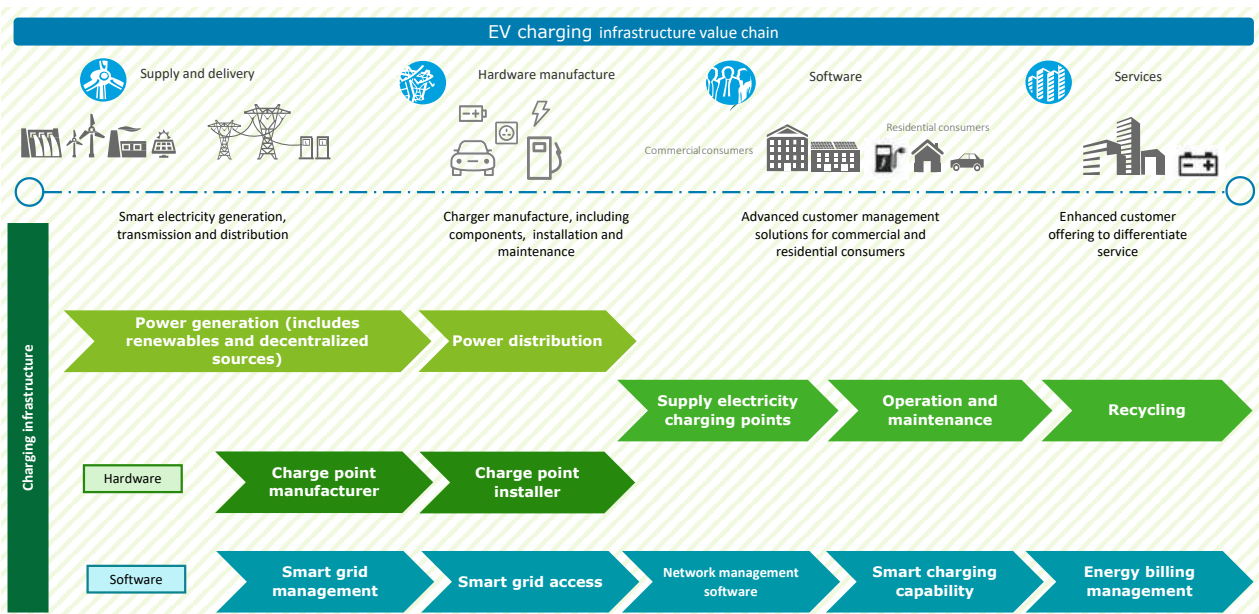 EV charging infrastructure value chain
Supply and delivery
Hardware manufacture
Software
Services
Residential consumers
Commercial consumers
Smart electricity generation,
transmission and distribution
Charger manufacture, including
components, installation and
maintenance
Advanced customer management
solutions for commercial and
residential consumers
Enhanced customer
offering to differentiate
service
Charging infrastructure
Power generation (includes
renewables and decentralized
sources)
Power distribution
Supply electricity
charging points
Operation and
maintenance
Recycling
Hardware
Charge point
manufacturer
Charge point
installer
Software
Smart grid
management
Smart grid access
Network management
software
Smart charging
capability
Energy billing
management